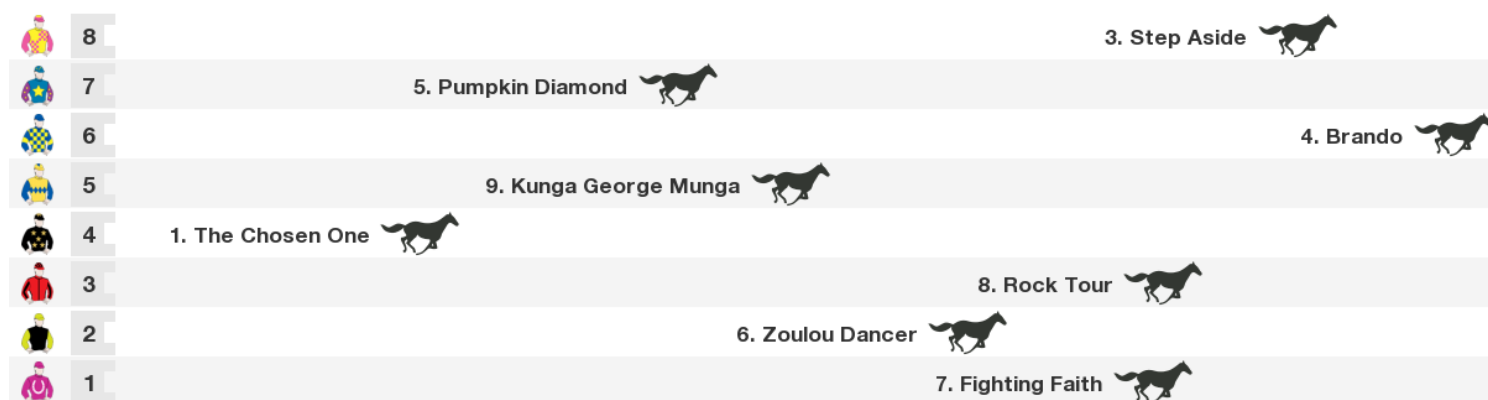 8 3. Step Aside
7 5. Pumpkin Diamond
6 4. Brando
5 9. Kunga George Munga
4 1. The Chosen One
3 8. Rock Tour
2 6. Zoulou Dancer
1 7. Fighting Faith